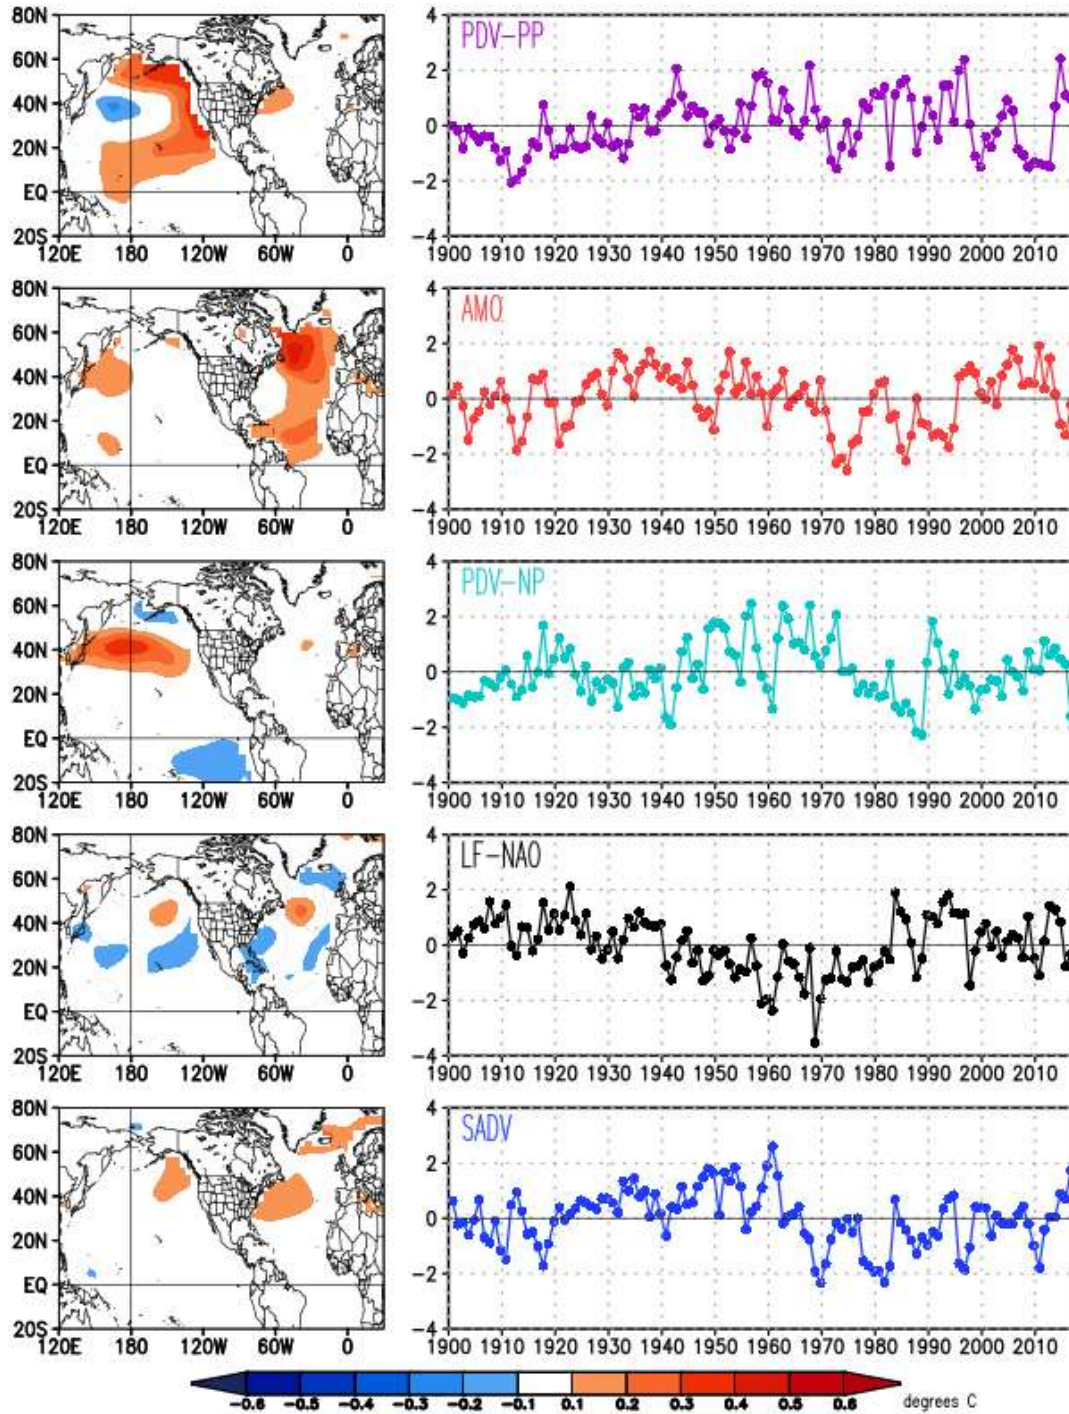 80N
60N
40N
20N
EQ
20S
120E 180 120W 60W 0
4
2
0
−2
−4
PDV−PP
1900 1910 1920 1930 1940 1950 1960 1970 1980 1990 2000 2010
80N
60N
40N
20N
EQ
20S
120E 180 120W 60W 0
4
2
0
−2
−4
AMO
1900 1910 1920 1930 1940 1950 1960 1970 1980 1990 2000 2010
80N
60N
40N
20N
EQ
20S
120E 180 120W 60W 0
4
2
0
−2
−4
PDV−NP
1900 1910 1920 1930 1940 1950 1960 1970 1980 1990 2000 2010
80N
60N
40N
20N
EQ
20S
120E 180 120W 60W 0
4
2
0
−2
−4
LF−NAO
1900 1910 1920 1930 1940 1950 1960 1970 1980 1990 2000 2010
80N
60N
40N
20N
EQ
20S
120E 180 120W 60W 0
4
2
0
−2
−4
SADV
1900 1910 1920 1930 1940 1950 1960 1970 1980 1990 2000 2010
−0.6 −0.5 −0.4 −0.3 −0.2 −0.1 0.1 0.2 0.3 0.4 0.5 0.6 degrees C